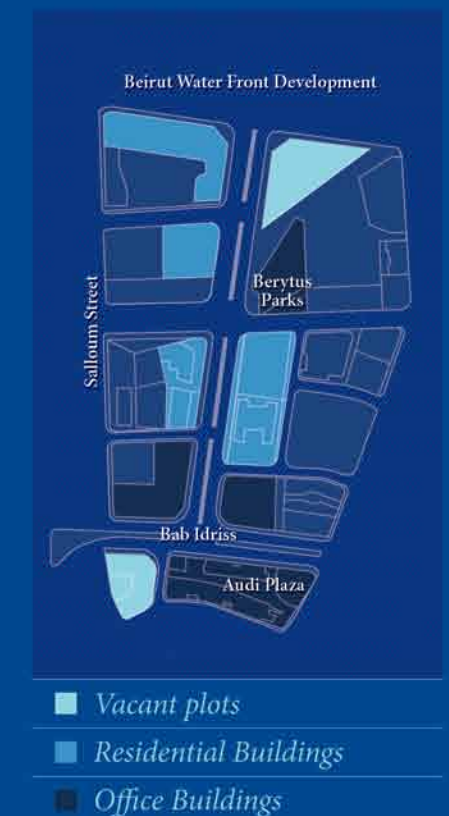 Beirut Water Front Development
Salloum Street
Berytus
Parks
Bab Idriss
Audi Plaza
Vacant plots
Residential Buildings
Office Buildings